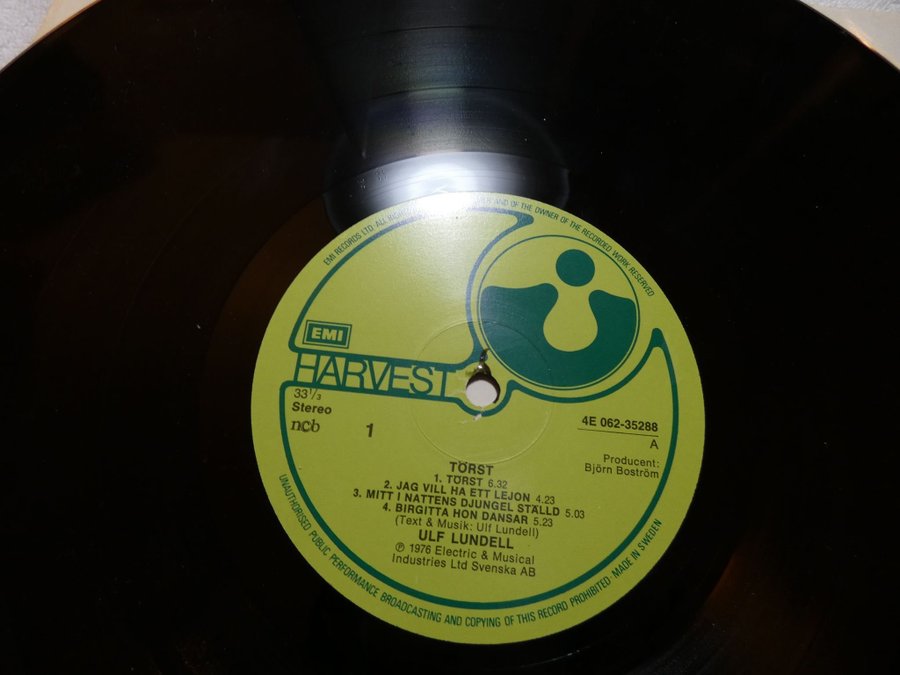 EMI RECORDS LTD ALL RIGHTS AND OF THE OWNER OF THE RECORDED WORK RESERVED
EMI
HARVEST
33 1/3
Stereo
ncb
1
4E 062-35288
A
Producent:
Björn Boström
TÖRST
1. TÖRST 6.32
2. JAG VILL HA ETT LEJON 4.23
3. MITT I NATTENS DJUNGEL STÄLLD 5.03
4. BIRGITTA HON DANSAR 5.23
(Text & Musik: Ulf Lundell)
ULF LUNDELL
℗ 1976 Electric & Musical
Industries Ltd Svenska AB
UNAUTHORISED PUBLIC PERFORMANCE BROADCASTING AND COPYING OF THIS RECORD PROHIBITED· MADE IN SWEDEN